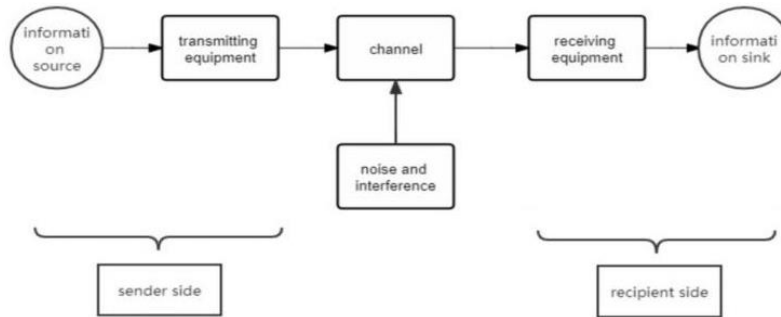 informati
on
source
transmitting
equipment
channel
receiving
equipment
informati
on sink
noise and
interference
sender side
recipient side